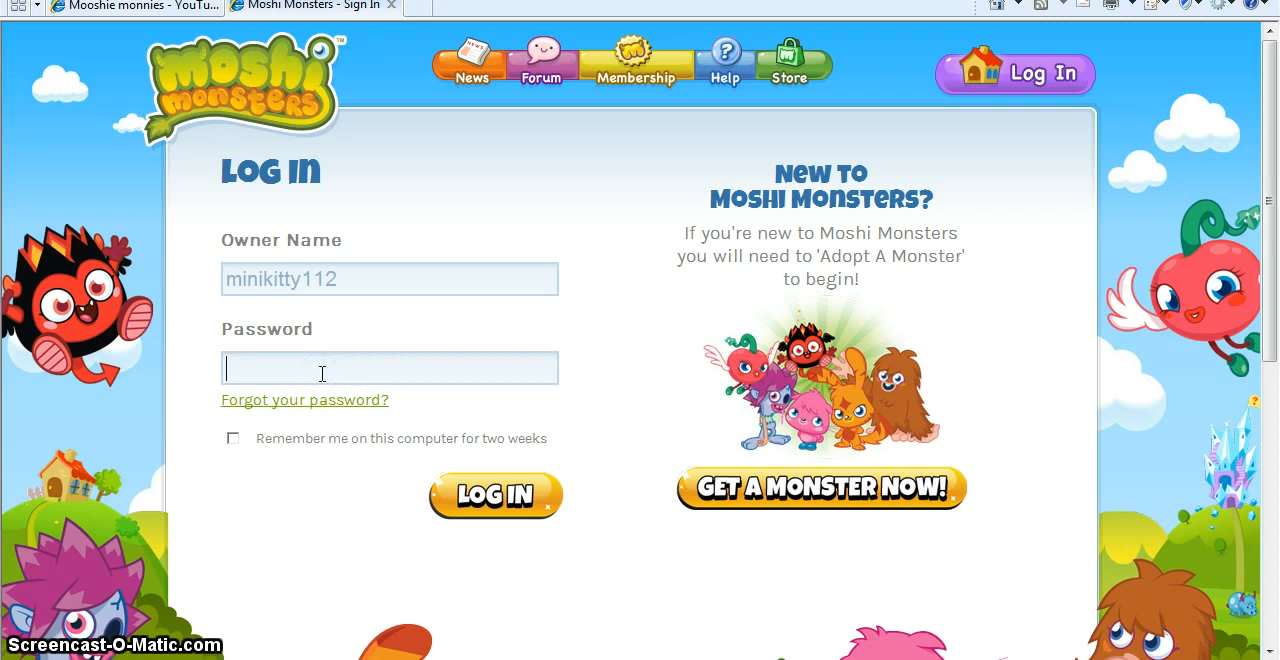 Mooshie monnies - YouTu...
Moshi Monsters - Sign In
moshi
monsters
TM
NEWS
News
Forum
Membership
?
Help
m
Store
Log In
Log In
Owner Name
minikitty112
Password
Forgot your password?
Remember me on this computer for two weeks
LOG IN
New to
Moshi Monsters?
If you're new to Moshi Monsters
you will need to 'Adopt A Monster'
to begin!
GET A MONSTER NOW!
Screencast-O-Matic.com